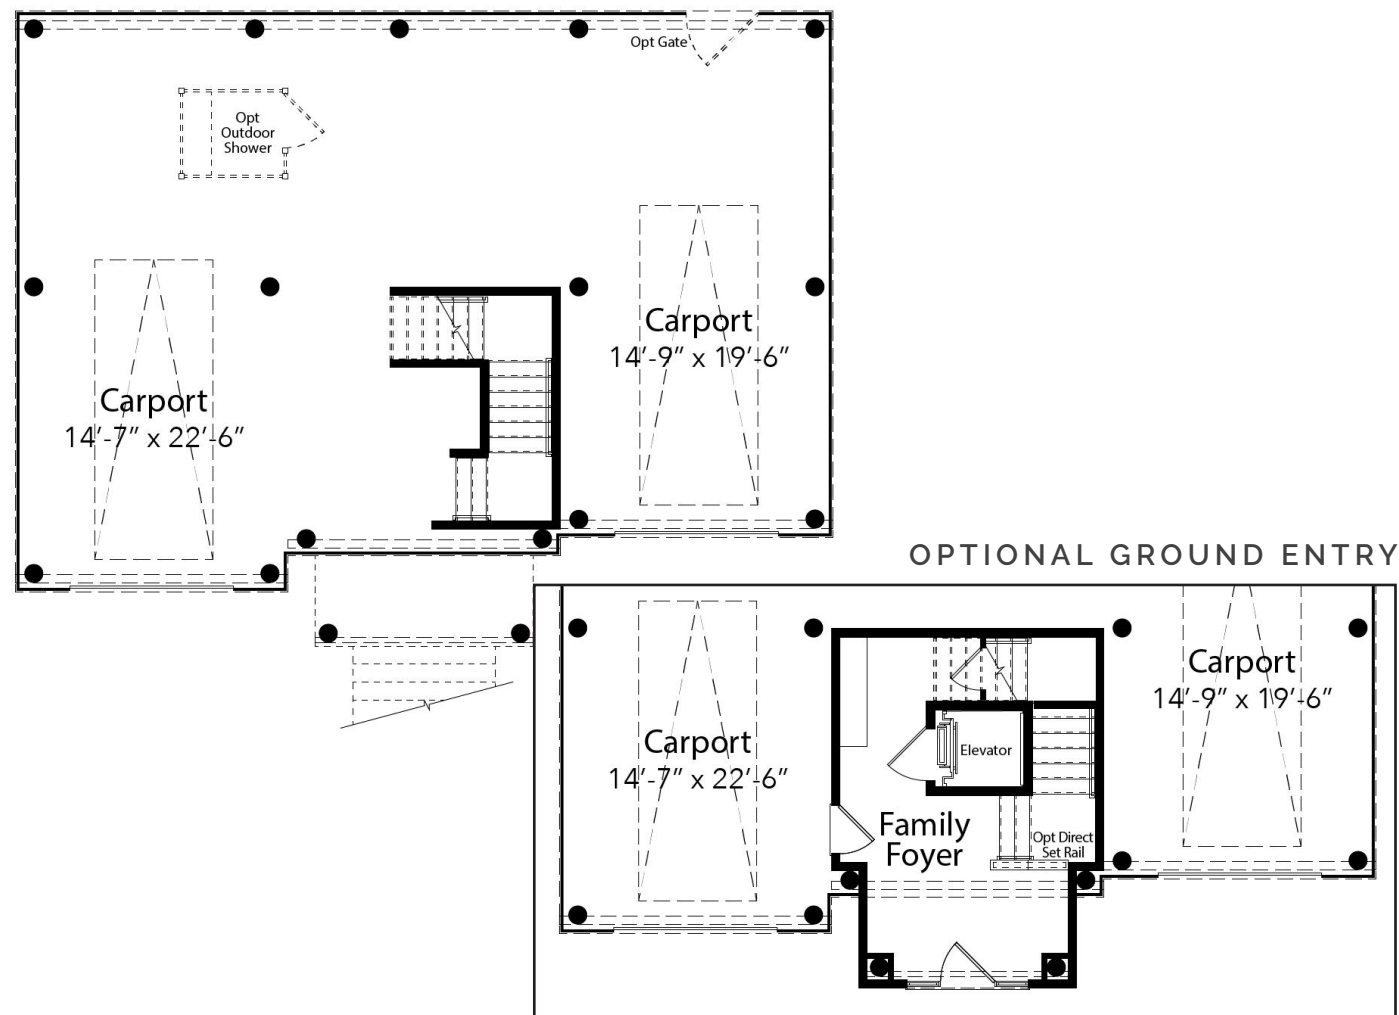 Opt Gate
Opt
Outdoor
Shower
Carport
14’-9” x 19’-6”
Carport
14’-7” x 22’-6”
OPTIONAL GROUND ENTRY
Carport
14’-9” x 19’-6”
Carport
14’-7” x 22’-6”
Elevator
Family
Foyer
Opt Direct
Set Rail